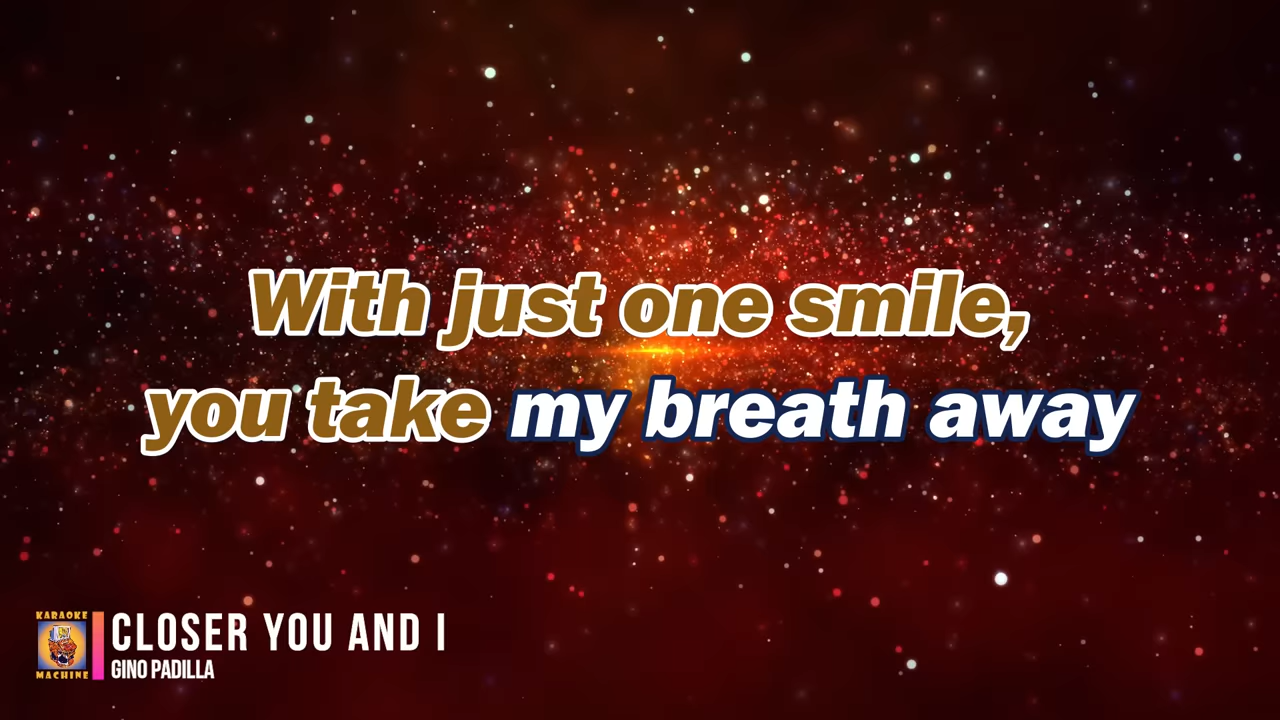 With just one smile,
you take my breath away
KARAOKE
MACHINE
CLOSER YOU AND I
GINO PADILLA